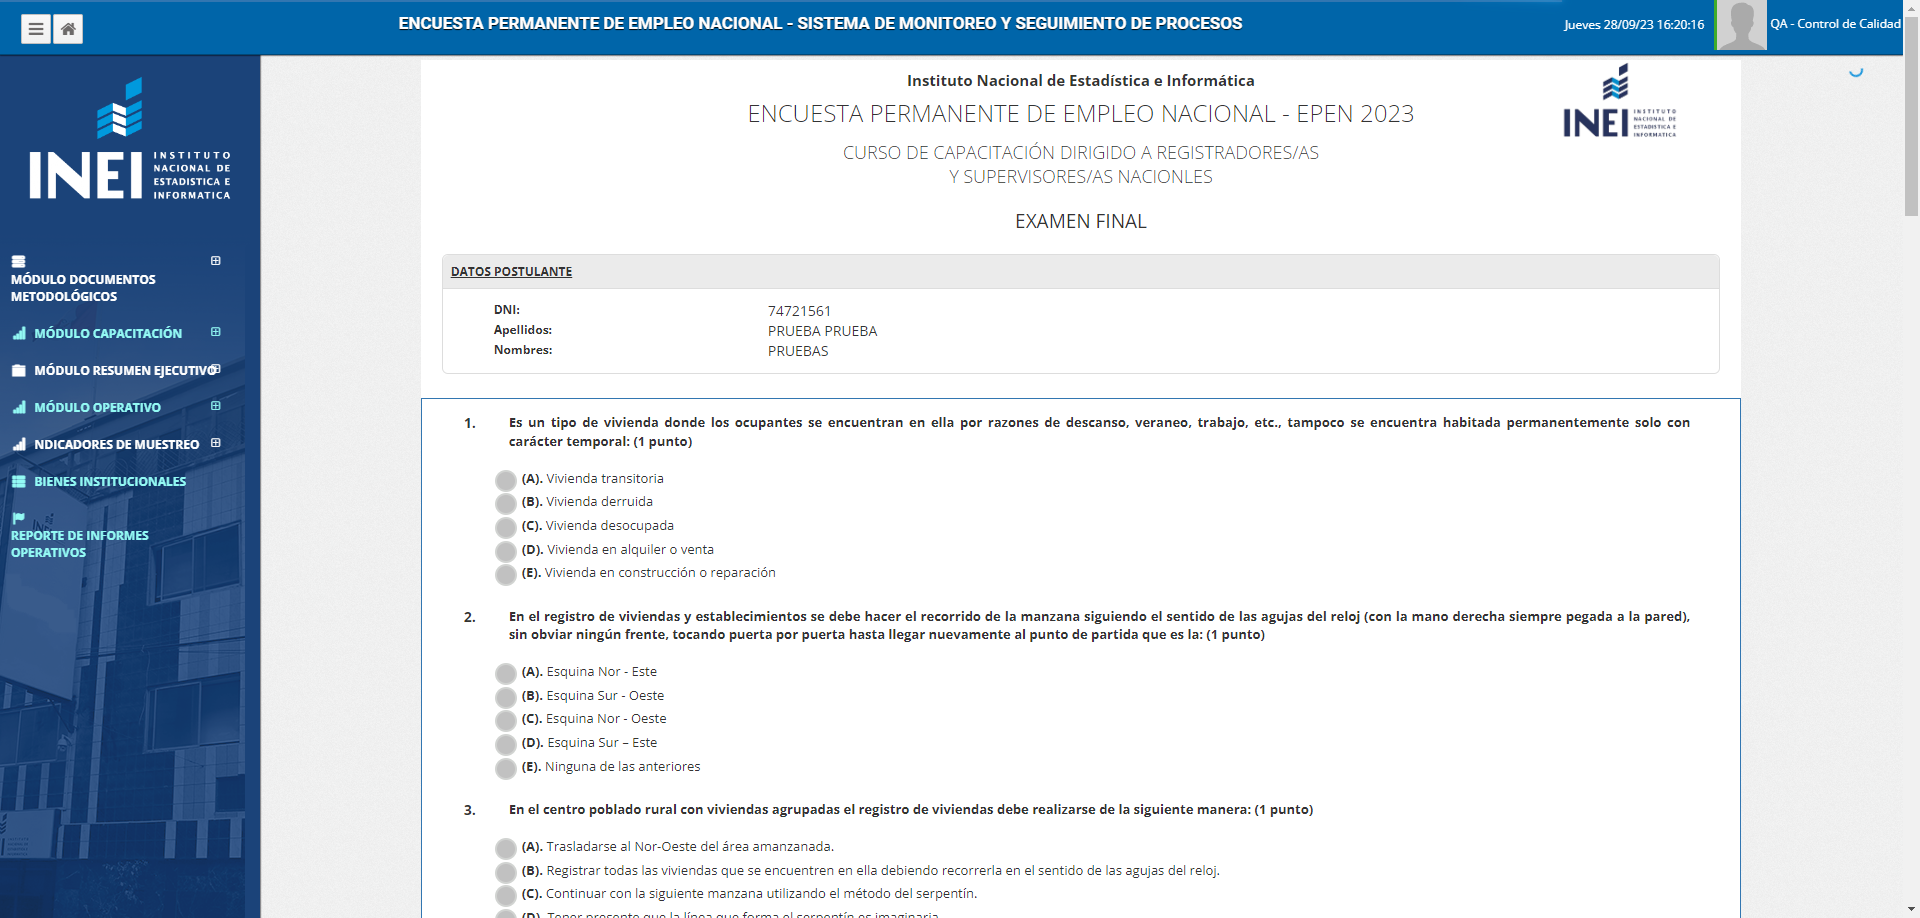 ENCUESTA PERMANENTE DE EMPLEO NACIONAL - SISTEMA DE MONITOREO Y SEGUIMIENTO DE PROCESOS
Jueves 28/09/23 16:20:16
QA - Control de Calidad
INEI
INSTITUTO
NACIONAL DE
ESTADISTICA E
INFORMATICA
MÓDULO DOCUMENTOS
METODOLÓGICOS
MÓDULO CAPACITACIÓN
MÓDULO RESUMEN EJECUTIVO
MÓDULO OPERATIVO
NDICADORES DE MUESTREO
BIENES INSTITUCIONALES
REPORTE DE INFORMES
OPERATIVOS
Instituto Nacional de Estadística e Informática
ENCUESTA PERMANENTE DE EMPLEO NACIONAL - EPEN 2023
CURSO DE CAPACITACIÓN DIRIGIDO A REGISTRADORES/AS
Y SUPERVISORES/AS NACIONLES
EXAMEN FINAL
INEI
INSTITUTO
NACIONAL DE
ESTADISTICA E
INFORMATICA
DATOS POSTULANTE
DNI: 74721561
Apellidos: PRUEBA PRUEBA
Nombres: PRUEBAS
1. Es un tipo de vivienda donde los ocupantes se encuentran en ella por razones de descanso, veraneo, trabajo, etc., tampoco se encuentra habitada permanentemente solo con
carácter temporal: (1 punto)
(A). Vivienda transitoria
(B). Vivienda derruida
(C). Vivienda desocupada
(D). Vivienda en alquiler o venta
(E). Vivienda en construcción o reparación
2. En el registro de viviendas y establecimientos se debe hacer el recorrido de la manzana siguiendo el sentido de las agujas del reloj (con la mano derecha siempre pegada a la pared),
sin obviar ningún frente, tocando puerta por puerta hasta llegar nuevamente al punto de partida que es la: (1 punto)
(A). Esquina Nor - Este
(B). Esquina Sur - Oeste
(C). Esquina Nor - Oeste
(D). Esquina Sur – Este
(E). Ninguna de las anteriores
3. En el centro poblado rural con viviendas agrupadas el registro de viviendas debe realizarse de la siguiente manera: (1 punto)
(A). Trasladarse al Nor-Oeste del área amanzanada.
(B). Registrar todas las viviendas que se encuentren en ella debiendo recorrerla en el sentido de las agujas del reloj.
(C). Continuar con la siguiente manzana utilizando el método del serpentín.
(D). Tener presente que la línea que forma el serpentín es imaginaria.